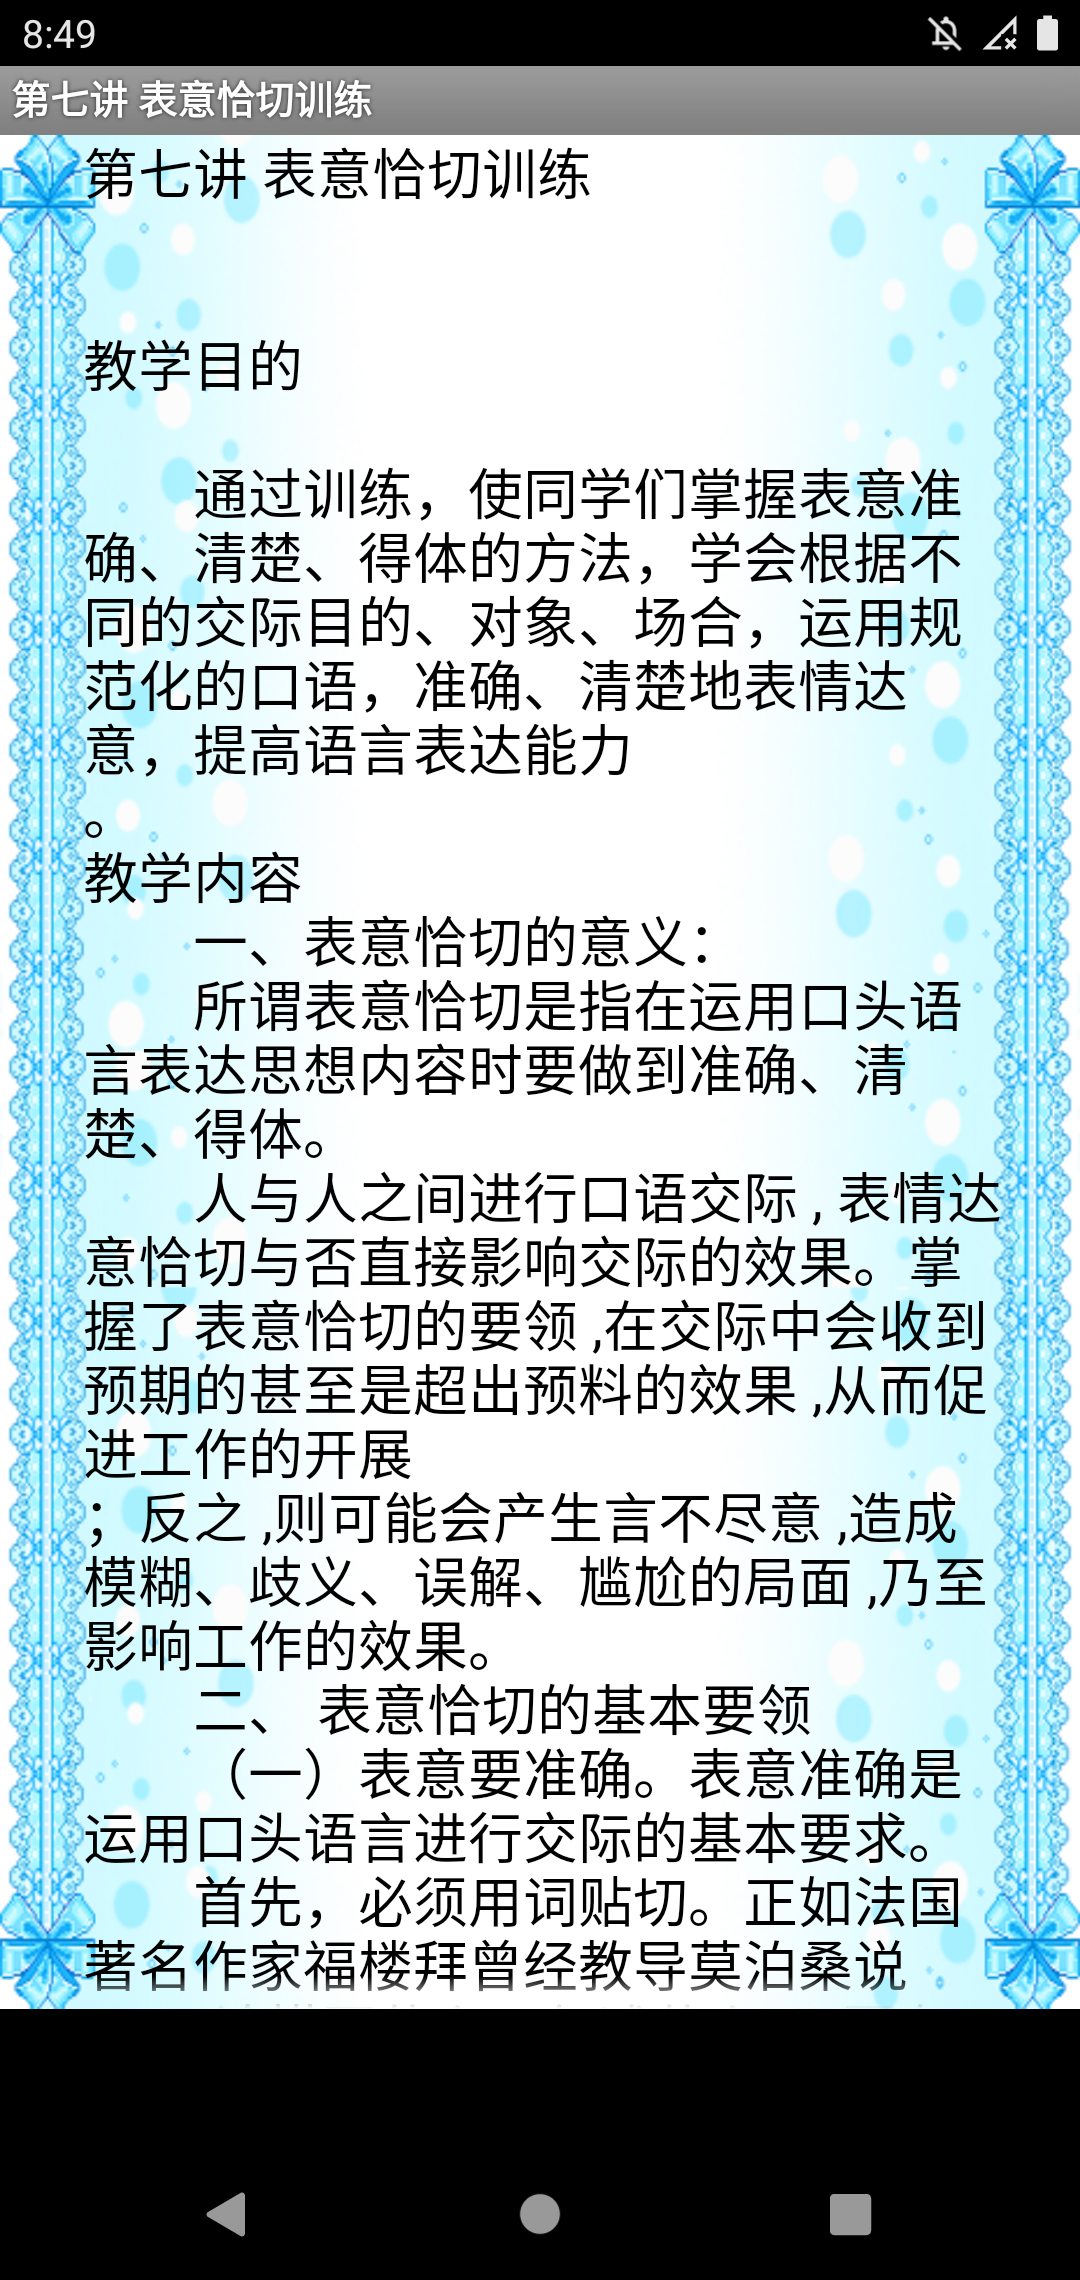 8:49
第七讲 表意恰切训练
第七讲 表意恰切训练
教学目的
通过训练，使同学们掌握表意准
确、清楚、得体的方法，学会根据不
同的交际目的、对象、场合，运用规
范化的口语，准确、清楚地表情达
意，提高语言表达能力
。
教学内容
一、表意恰切的意义：
所谓表意恰切是指在运用口头语
言表达思想内容时要做到准确、清
楚、得体。
人与人之间进行口语交际 , 表情达
意恰切与否直接影响交际的效果。掌
握了表意恰切的要领 ,在交际中会收到
预期的甚至是超出预料的效果 ,从而促
进工作的开展
；反之 ,则可能会产生言不尽意 ,造成
模糊、歧义、误解、尴尬的局面 ,乃至
影响工作的效果。
二、 表意恰切的基本要领
（一）表意要准确。表意准确是
运用口头语言进行交际的基本要求。
首先，必须用词贴切。正如法国
著名作家福楼拜曾经教导莫泊桑说